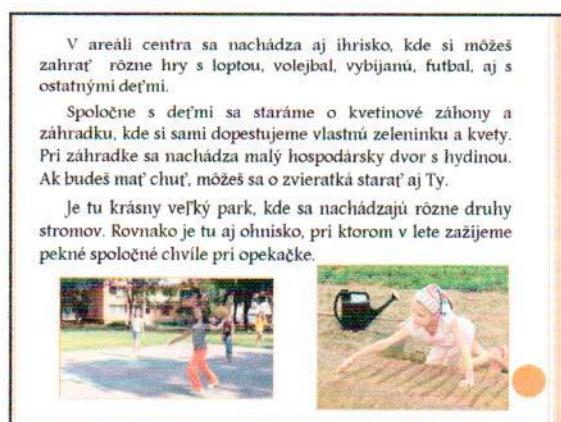 V areáli centra sa nachádza aj ihrisko, kde si môžeš
zahrať rôzne hry s loptou, volejbal, vybíjanú, futbal, aj s
ostatnými deťmi.
Spoločne s deťmi sa staráme o kvetinové záhony a
záhradku, kde si sami dopestujeme vlastnú zeleninku a kvety.
Pri záhradke sa nachádza malý hospodársky dvor s hydinou.
Ak budeš mať chuť, môžeš sa o zvieratká starať aj Ty.
Je tu krásny veľký park, kde sa nachádzajú rôzne druhy
stromov. Rovnako je tu aj ohnisko, pri ktorom v lete zažijeme
pekné spoločné chvíle pri opekačke.